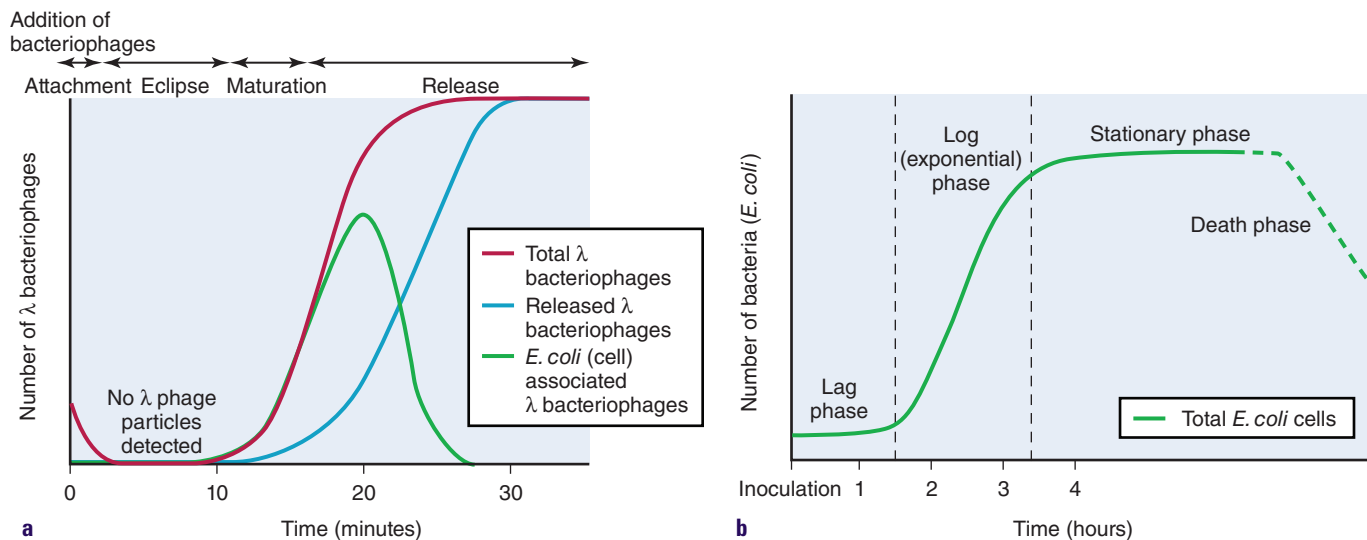 Addition of
bacteriophages
Attachment Eclipse Maturation Release
Number of λ bacteriophages
No λ phage
particles
detected
Total λ
bacteriophages
Released λ
bacteriophages
E. coli (cell)
associated
λ bacteriophages
0 10 20 30
Time (minutes)
a
Number of bacteria (E. coli)
Lag
phase
Log
(exponential)
phase
Stationary phase
Death phase
Total E. coli cells
Inoculation 1 2 3 4
Time (hours)
b